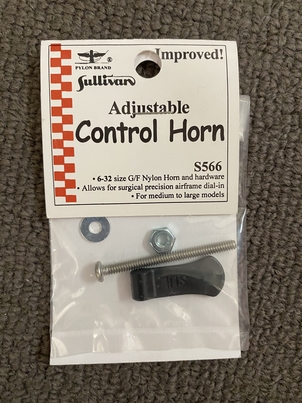 Improved!
PYLON BRAND
®
Sullivan
Adjustable
Control Horn
S566
• 6-32 size G/F Nylon Horn and hardware
• Allows for surgical precision airframe dial-in
• For medium to large models